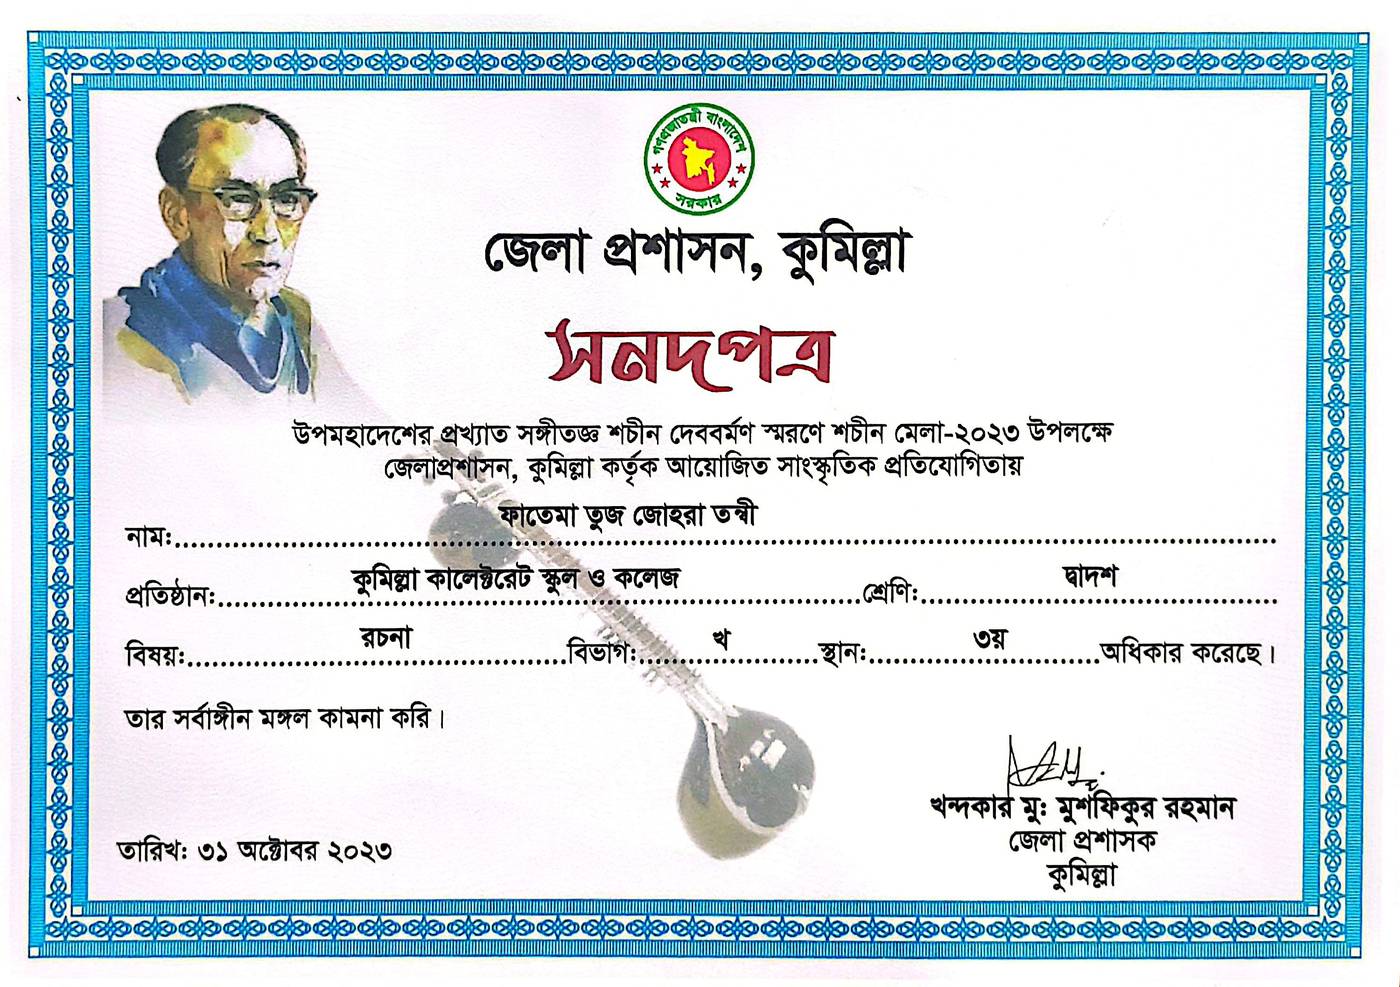 গণপ্রজাতন্ত্রী বাংলাদেশ
সরকার
জেলা প্রশাসন, কুমিল্লা
সনদপত্র
উপমহাদেশের প্রখ্যাত সঙ্গীতজ্ঞ শচীন দেববর্মণ স্মরণে শচীন মেলা-২০২৩ উপলক্ষে
জেলাপ্রশাসন, কুমিল্লা কর্তৃক আয়োজিত সাংস্কৃতিক প্রতিযোগিতায়
নাম: ফাতেমা তুজ জোহরা তন্বী
প্রতিষ্ঠান: কুমিল্লা কালেক্টরেট স্কুল ও কলেজ শ্রেণি: দ্বাদশ
বিষয়: রচনা বিভাগ: খ স্থান: ৩য় অধিকার করেছে।
তার সর্বাঙ্গীন মঙ্গল কামনা করি।
খন্দকার মু: মুশফিকুর রহমান
জেলা প্রশাসক
কুমিল্লা
তারিখ: ৩১ অক্টোবর ২০২৩